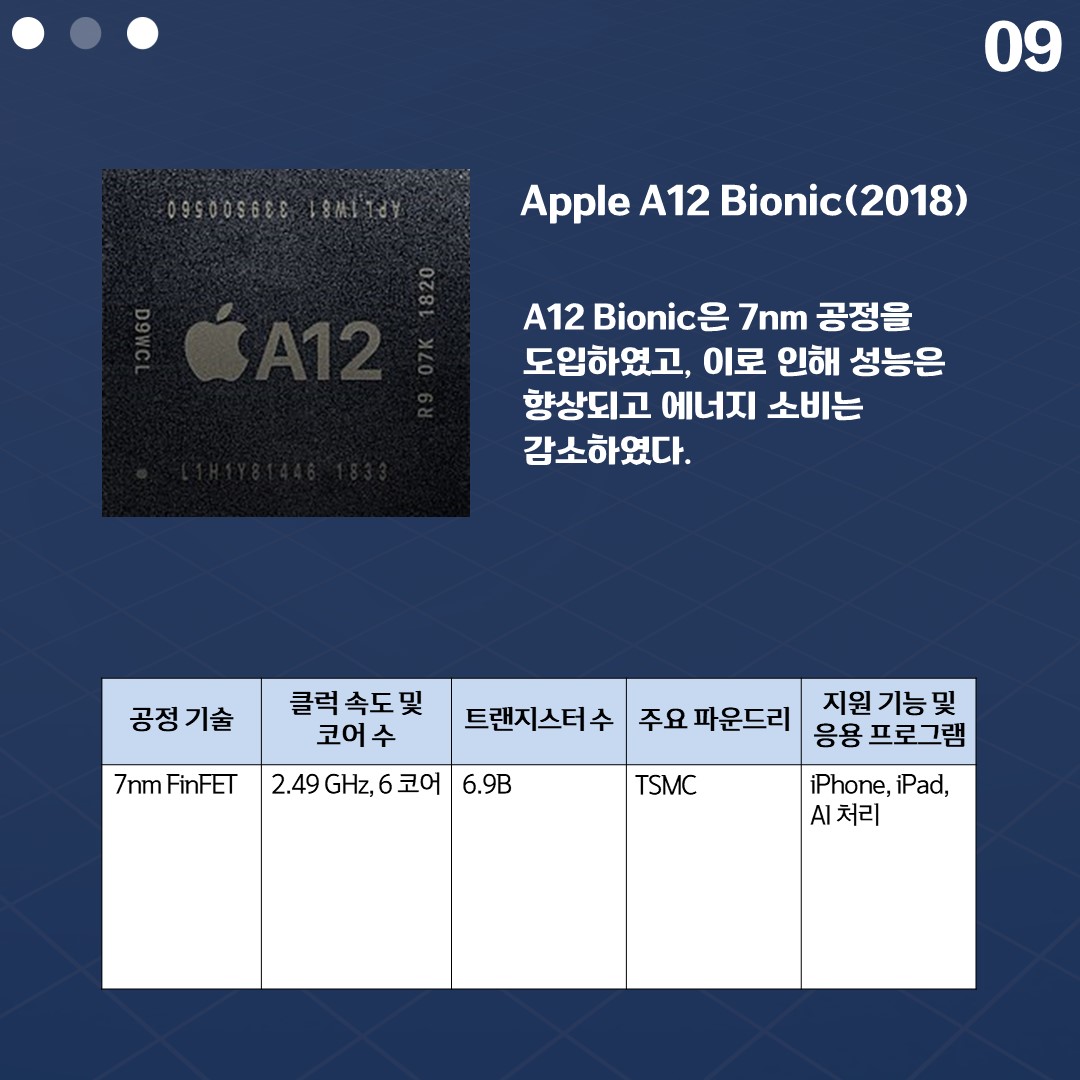 09
APL1W81 339S00560
D9WCL
A12
R9 07K 1820
L1H1Y81446 1833
Apple A12 Bionic(2018)
A12 Bionic은 7nm 공정을
도입하였고, 이로 인해 성능은
향상되고 에너지 소비는
감소하였다.
공정 기술
클럭 속도 및
코어 수
트랜지스터 수
주요 파운드리
지원 기능 및
응용 프로그램
7nm FinFET
2.49 GHz, 6 코어
6.9B
TSMC
iPhone, iPad,
AI 처리